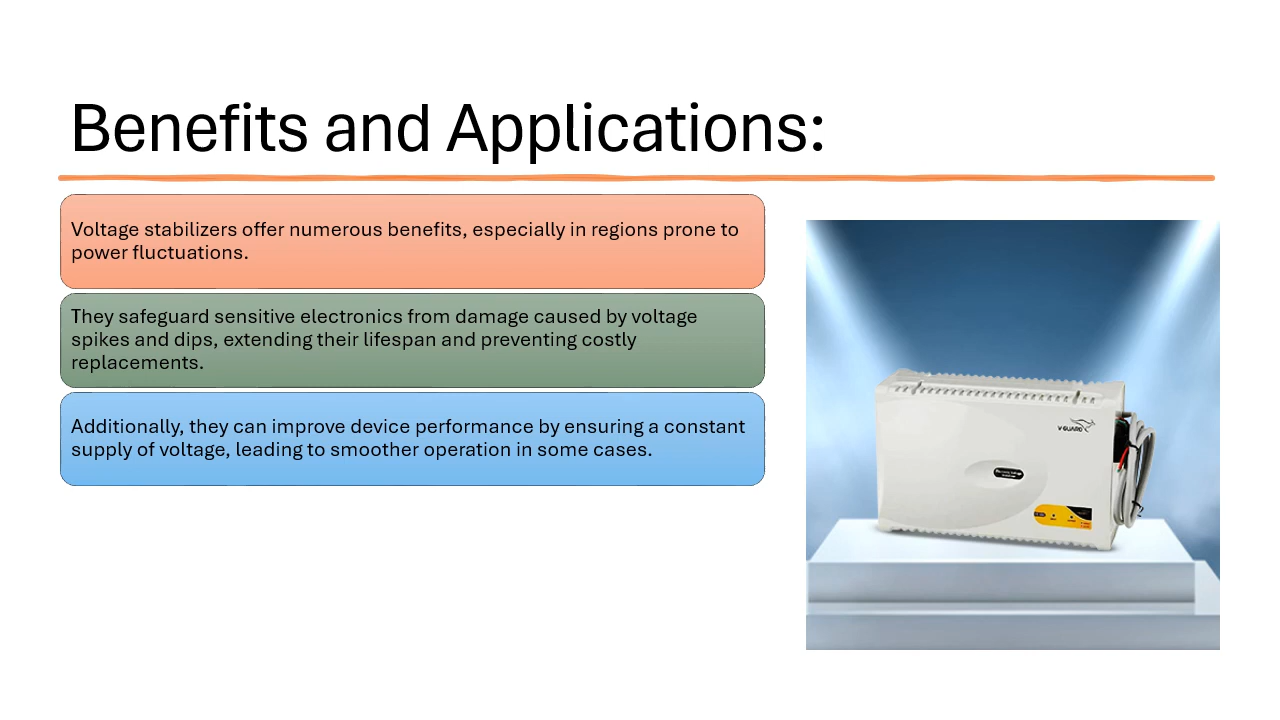 Benefits and Applications:
Voltage stabilizers offer numerous benefits, especially in regions prone to
power fluctuations.
They safeguard sensitive electronics from damage caused by voltage
spikes and dips, extending their lifespan and preventing costly
replacements.
Additionally, they can improve device performance by ensuring a constant
supply of voltage, leading to smoother operation in some cases.
V-GUARD